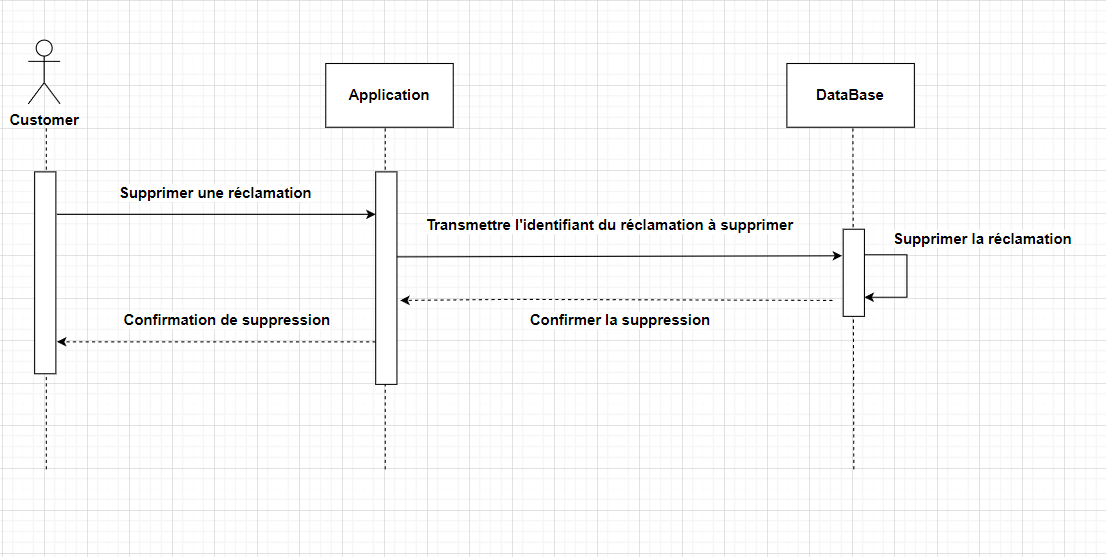 Customer
Application
DataBase
Supprimer une réclamation
Transmettre l'identifiant du réclamation à supprimer
Supprimer la réclamation
Confirmer la suppression
Confirmation de suppression